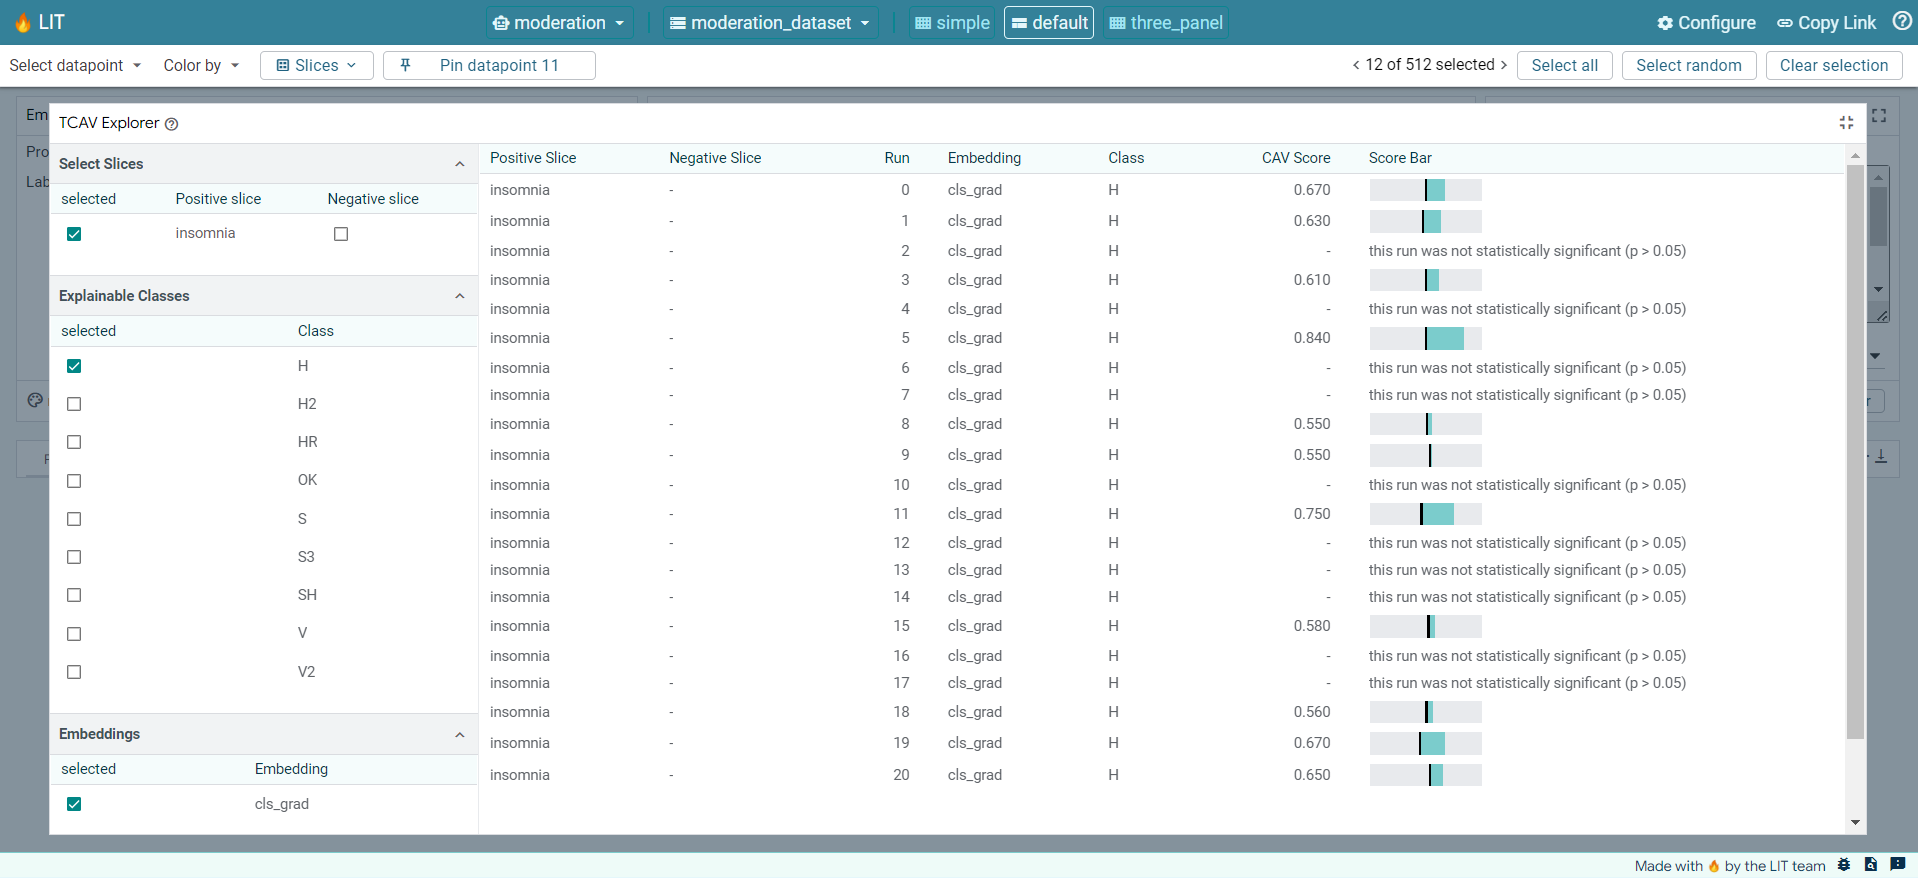 LIT moderation moderation_dataset simple default three_panel Configure Copy Link
Select datapoint Color by Slices Pin datapoint 11 12 of 512 selected Select all Select random Clear selection
TCAV Explorer
Select Slices
selected Positive slice Negative slice
insomnia
Explainable Classes
selected Class
H
H2
HR
OK
S
S3
SH
V
V2
Embeddings
selected Embedding
cls_grad
Positive Slice Negative Slice Run Embedding Class CAV Score Score Bar
insomnia - 0 cls_grad H 0.670
insomnia - 1 cls_grad H 0.630
insomnia - 2 cls_grad H - this run was not statistically significant (p > 0.05)
insomnia - 3 cls_grad H 0.610
insomnia - 4 cls_grad H - this run was not statistically significant (p > 0.05)
insomnia - 5 cls_grad H 0.840
insomnia - 6 cls_grad H - this run was not statistically significant (p > 0.05)
insomnia - 7 cls_grad H - this run was not statistically significant (p > 0.05)
insomnia - 8 cls_grad H 0.550
insomnia - 9 cls_grad H 0.550
insomnia - 10 cls_grad H - this run was not statistically significant (p > 0.05)
insomnia - 11 cls_grad H 0.750
insomnia - 12 cls_grad H - this run was not statistically significant (p > 0.05)
insomnia - 13 cls_grad H - this run was not statistically significant (p > 0.05)
insomnia - 14 cls_grad H - this run was not statistically significant (p > 0.05)
insomnia - 15 cls_grad H 0.580
insomnia - 16 cls_grad H - this run was not statistically significant (p > 0.05)
insomnia - 17 cls_grad H - this run was not statistically significant (p > 0.05)
insomnia - 18 cls_grad H 0.560
insomnia - 19 cls_grad H 0.670
insomnia - 20 cls_grad H 0.650
Made with 🔥 by the LIT team